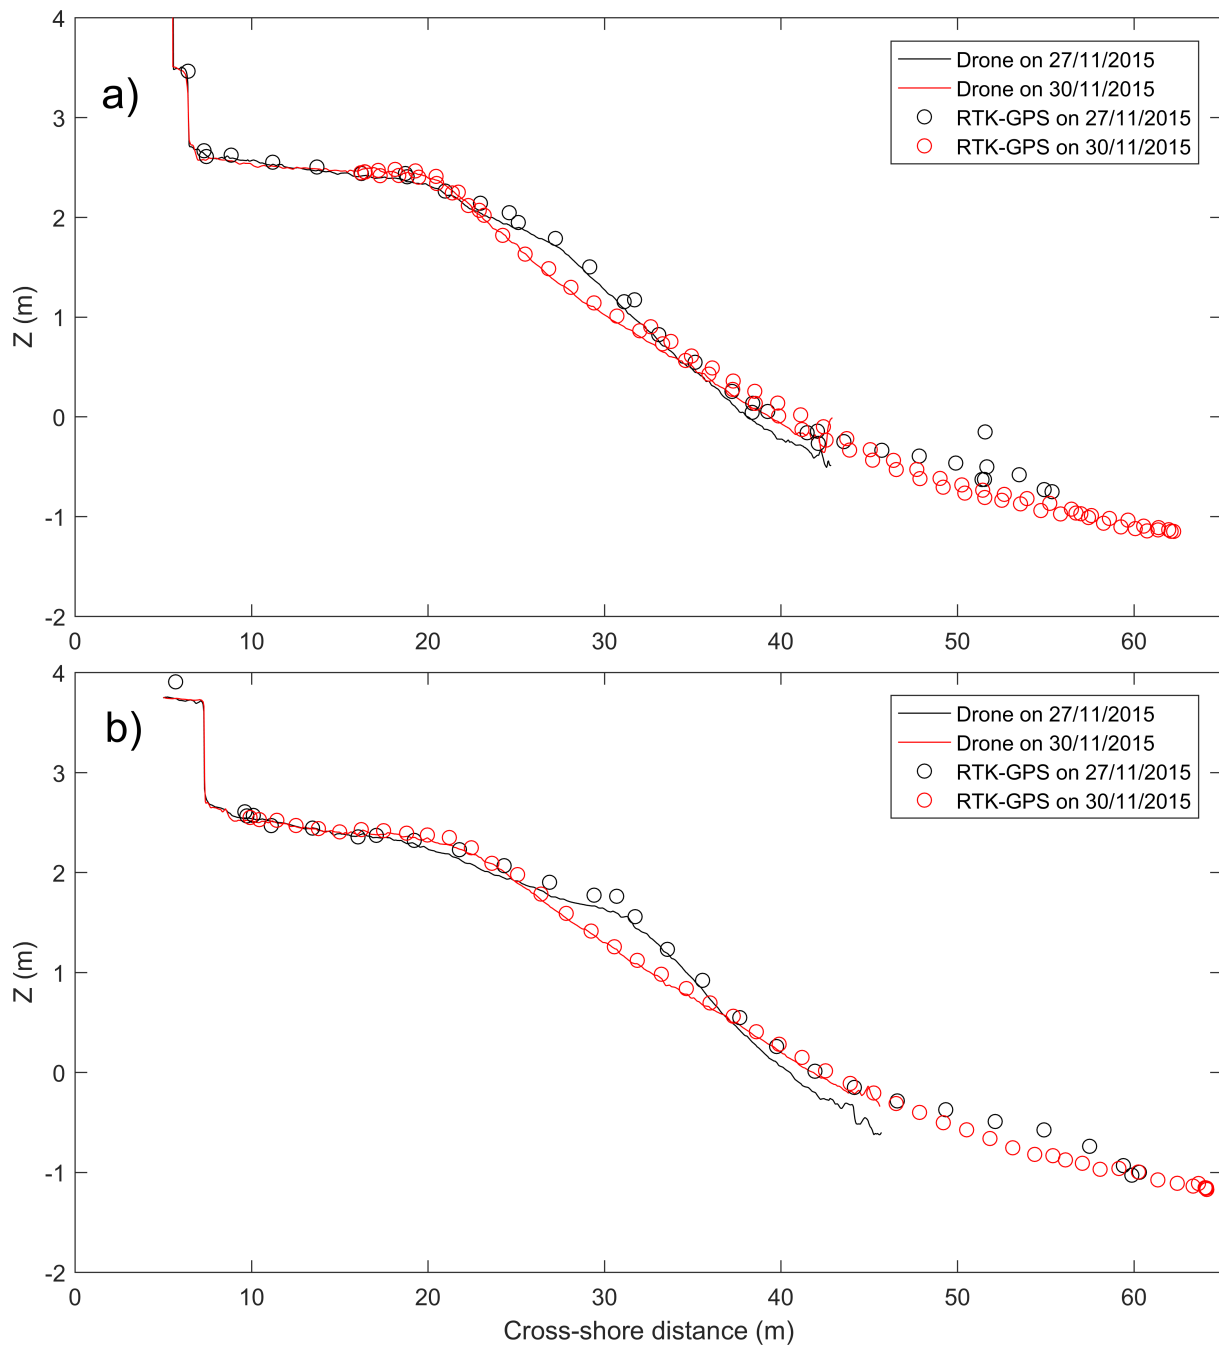 4
3
2
1
0
-1
-2
Z (m)
a)
Drone on 27/11/2015
Drone on 30/11/2015
RTK-GPS on 27/11/2015
RTK-GPS on 30/11/2015
0 10 20 30 40 50 60
4
3
2
1
0
-1
-2
Z (m)
b)
Drone on 27/11/2015
Drone on 30/11/2015
RTK-GPS on 27/11/2015
RTK-GPS on 30/11/2015
0 10 20 30 40 50 60
Cross-shore distance (m)